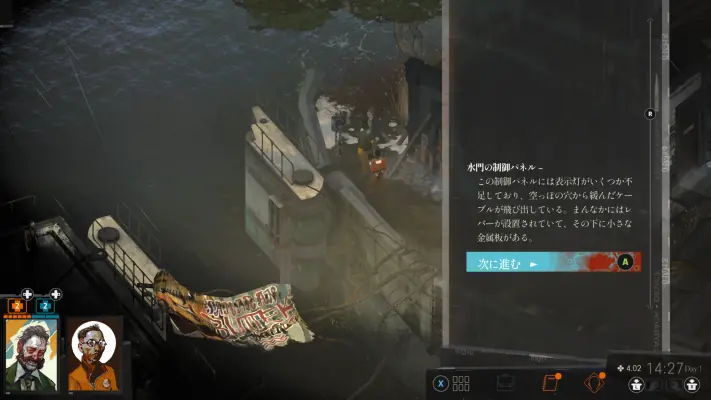 R
水門の制御パネル –
この制御パネルには表示灯がいくつか不
足しており、空っぽの穴から緩んだケー
ブルが飛び出している。まんなかにはレ
バーが設置されていて、その下に小さな
金属板がある。
次に進む
A
2
2
X
4.02
14:27
Day 1